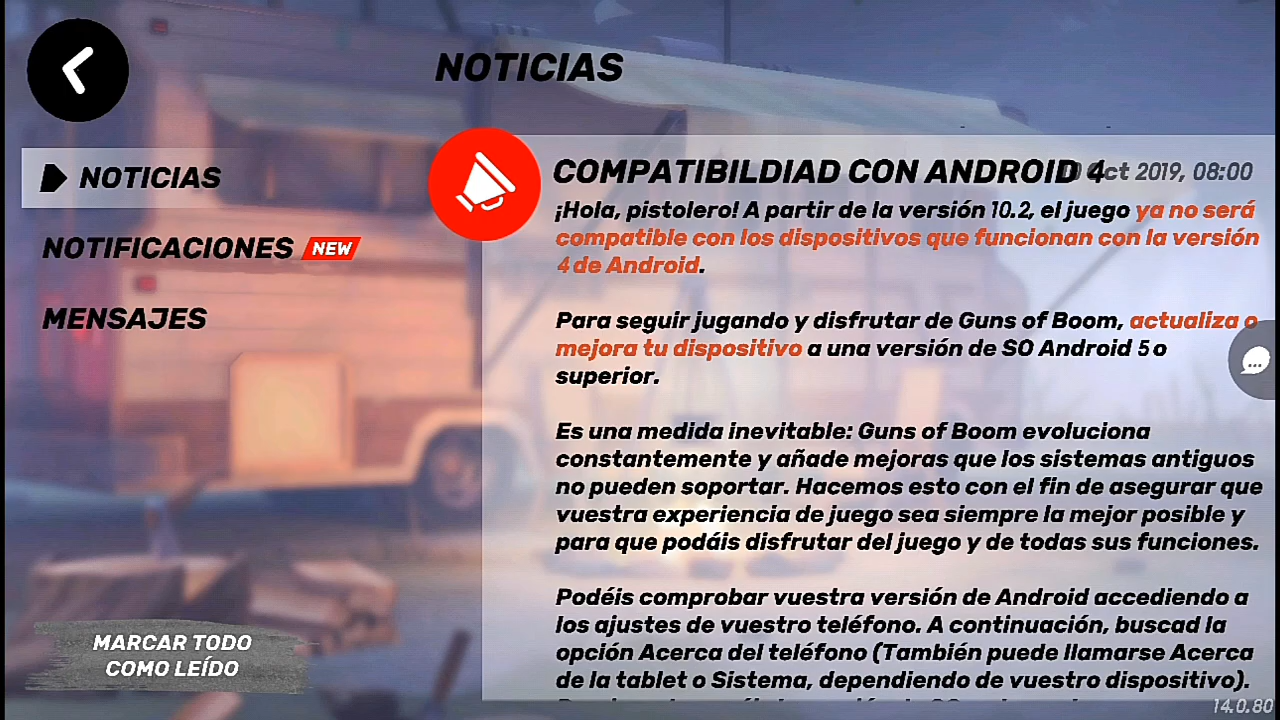 NOTICIAS
NOTICIAS
NOTIFICACIONES NEW
MENSAJES
MARCAR TODO
COMO LEÍDO
COMPATIBILDIAD CON ANDROID 4
Oct 2019, 08:00
¡Hola, pistolero! A partir de la versión 10.2, el juego ya no será
compatible con los dispositivos que funcionan con la versión
4 de Android.
Para seguir jugando y disfrutar de Guns of Boom, actualiza o
mejora tu dispositivo a una versión de SO Android 5 o
superior.
Es una medida inevitable: Guns of Boom evoluciona
constantemente y añade mejoras que los sistemas antiguos
no pueden soportar. Hacemos esto con el fin de asegurar que
vuestra experiencia de juego sea siempre la mejor posible y
para que podáis disfrutar del juego y de todas sus funciones.
Podéis comprobar vuestra versión de Android accediendo a
los ajustes de vuestro teléfono. A continuación, buscad la
opción Acerca del teléfono (También puede llamarse Acerca
de la tablet o Sistema, dependiendo de vuestro dispositivo).
14.0.80